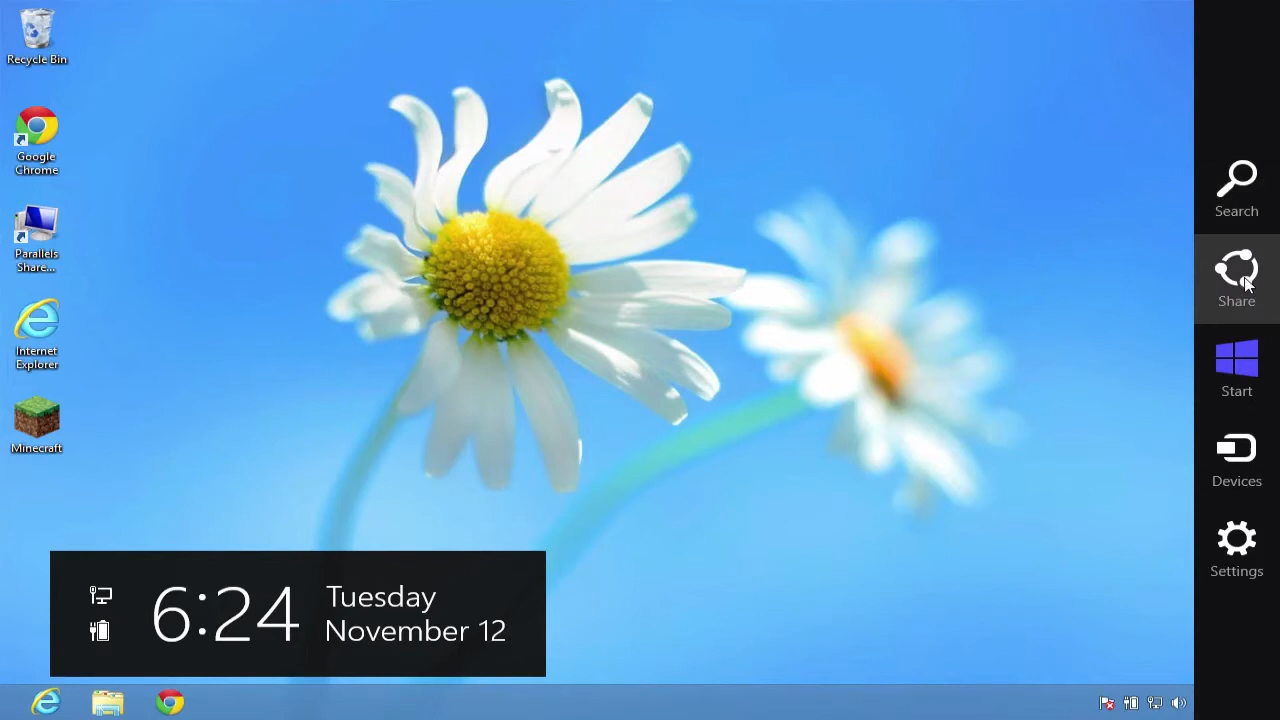 Recycle Bin
Google
Chrome
Parallels
Share...
Internet
Explorer
Minecraft
Search
Share
Start
Devices
Settings
6:24
Tuesday
November 12